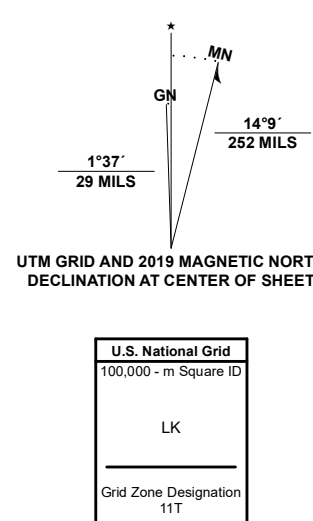 ★
MN
GN
14°9´
252 MILS
1°37´
29 MILS
UTM GRID AND 2019 MAGNETIC NORT
DECLINATION AT CENTER OF SHEET
U.S. National Grid
100,000 - m Square ID
LK
Grid Zone Designation
11T